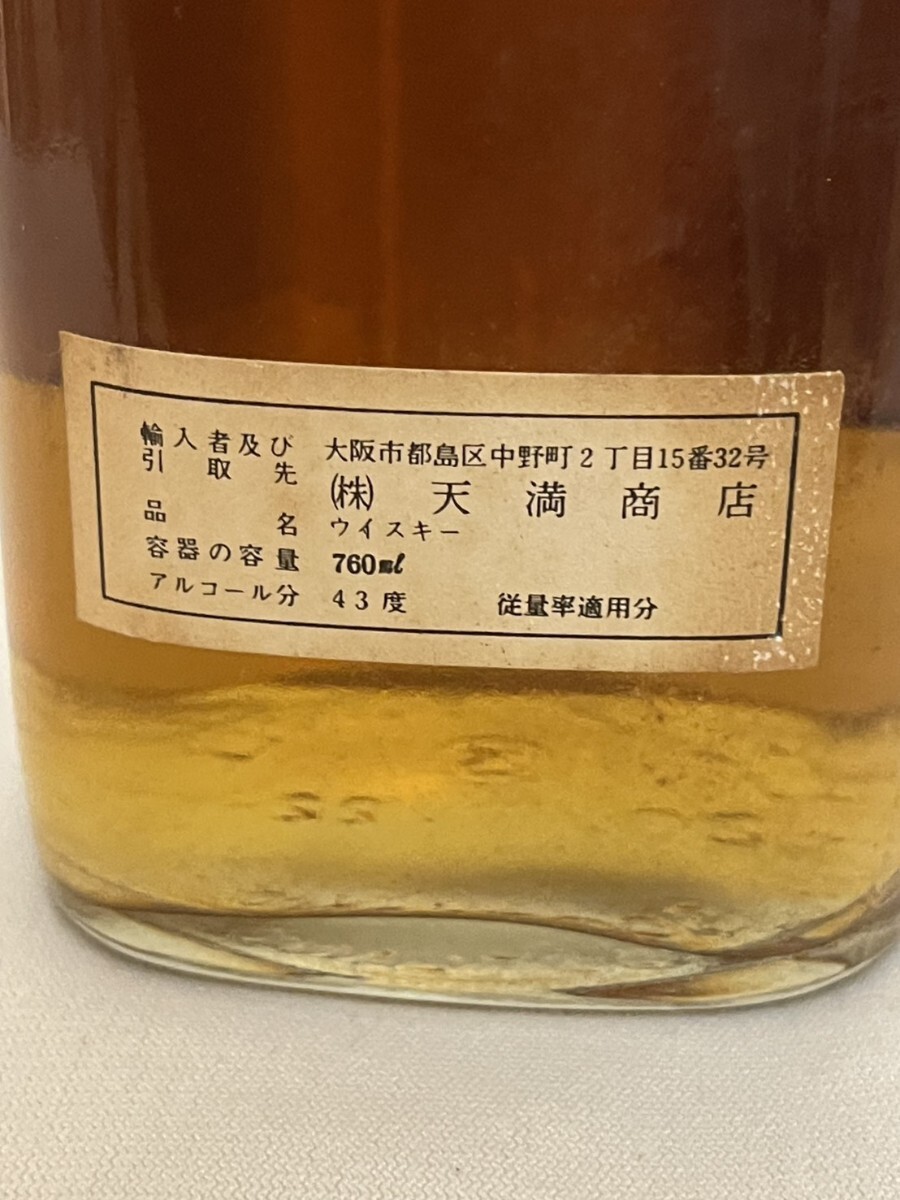 輸入者及び 大阪市都島区中野町2丁目15番32号
引取先 ㈱ 天満商店
品名 ウイスキー
容器の容量 760ml
アルコール分 43度 従量率適用分